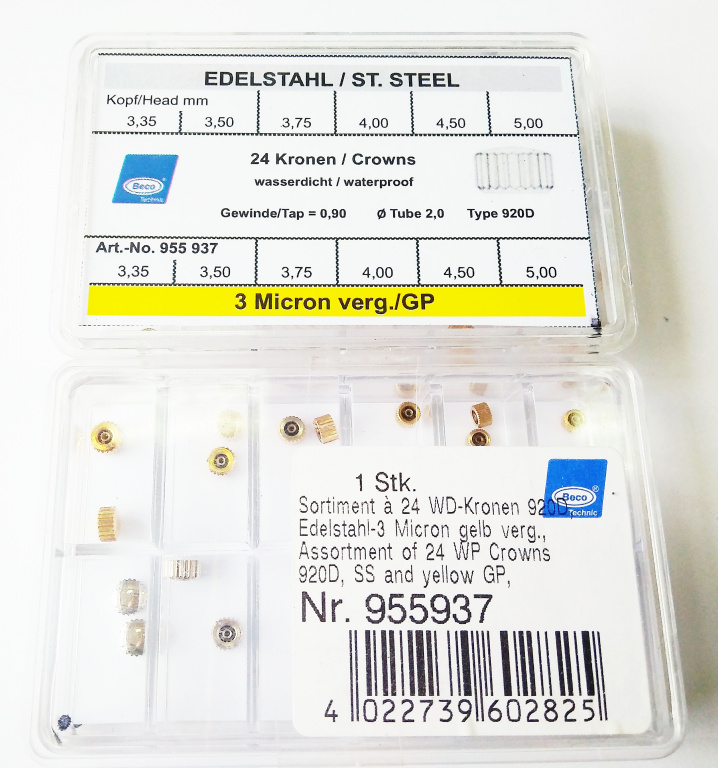 EDELSTAHL / ST. STEEL
Kopf/Head mm
3,35 3,50 3,75 4,00 4,50 5,00
24 Kronen / Crowns
wasserdicht / waterproof
Beco
Technic
Gewinde/Tap = 0,90 Ø Tube 2,0 Type 920D
Art.-No. 955 937
3,35 3,50 3,75 4,00 4,50 5,00
3 Micron verg./GP
1 Stk.
Beco
Technic
Sortiment à 24 WD-Kronen 920D,
Edelstahl-3 Micron gelb verg.,
Assortment of 24 WP Crowns
920D, SS and yellow GP,
Nr. 955937
4 022739 602825